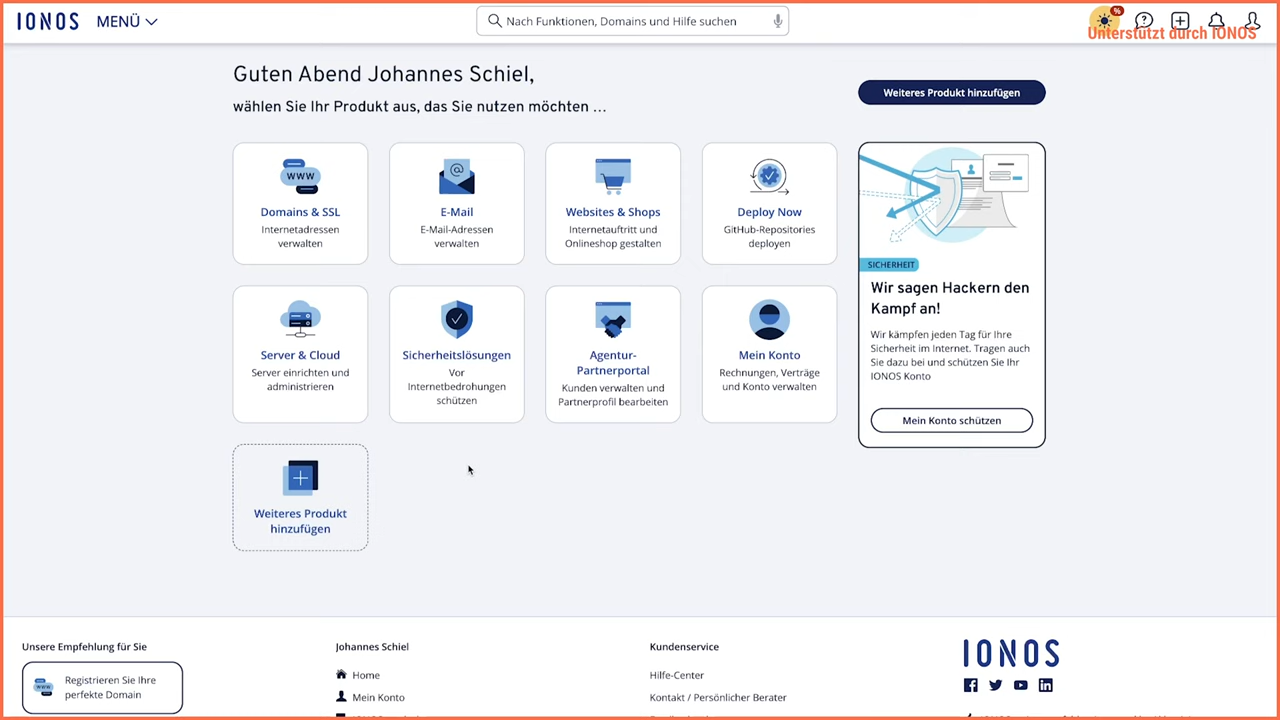 IONOS MENÜ
Nach Funktionen, Domains und Hilfe suchen
%
Unterstützt durch IONOS
Guten Abend Johannes Schiel,
wählen Sie Ihr Produkt aus, das Sie nutzen möchten ...
Weiteres Produkt hinzufügen
www
Domains & SSL
Internetadressen
verwalten
@
E-Mail
E-Mail-Adressen
verwalten
Websites & Shops
Internetauftritt und
Onlineshop gestalten
Deploy Now
GitHub-Repositories
deployen
SICHERHEIT
Wir sagen Hackern den
Kampf an!
Wir kämpfen jeden Tag für Ihre
Sicherheit im Internet. Tragen auch
Sie dazu bei und schützen Sie Ihr
IONOS Konto
Mein Konto schützen
Server & Cloud
Server einrichten und
administrieren
Sicherheitslösungen
Vor
Internetbedrohungen
schützen
Agentur-
Partnerportal
Kunden verwalten und
Partnerprofil bearbeiten
Mein Konto
Rechnungen, Verträge
und Konto verwalten
Weiteres Produkt
hinzufügen
Unsere Empfehlung für Sie
www
Registrieren Sie Ihre
perfekte Domain
Johannes Schiel
Home
Mein Konto
Kundenservice
Hilfe-Center
Kontakt / Persönlicher Berater
IONOS